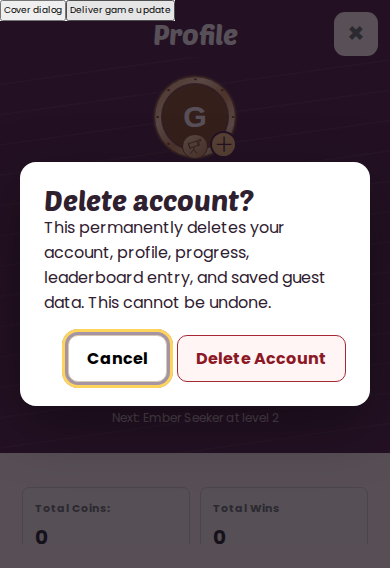 Cover dialog Deliver game update
Profile
✖
G
Delete account?
This permanently deletes your
account, profile, progress,
leaderboard entry, and saved guest
data. This cannot be undone.
Cancel Delete Account
Next: Ember Seeker at level 2
Total Coins: Total Wins
0 0